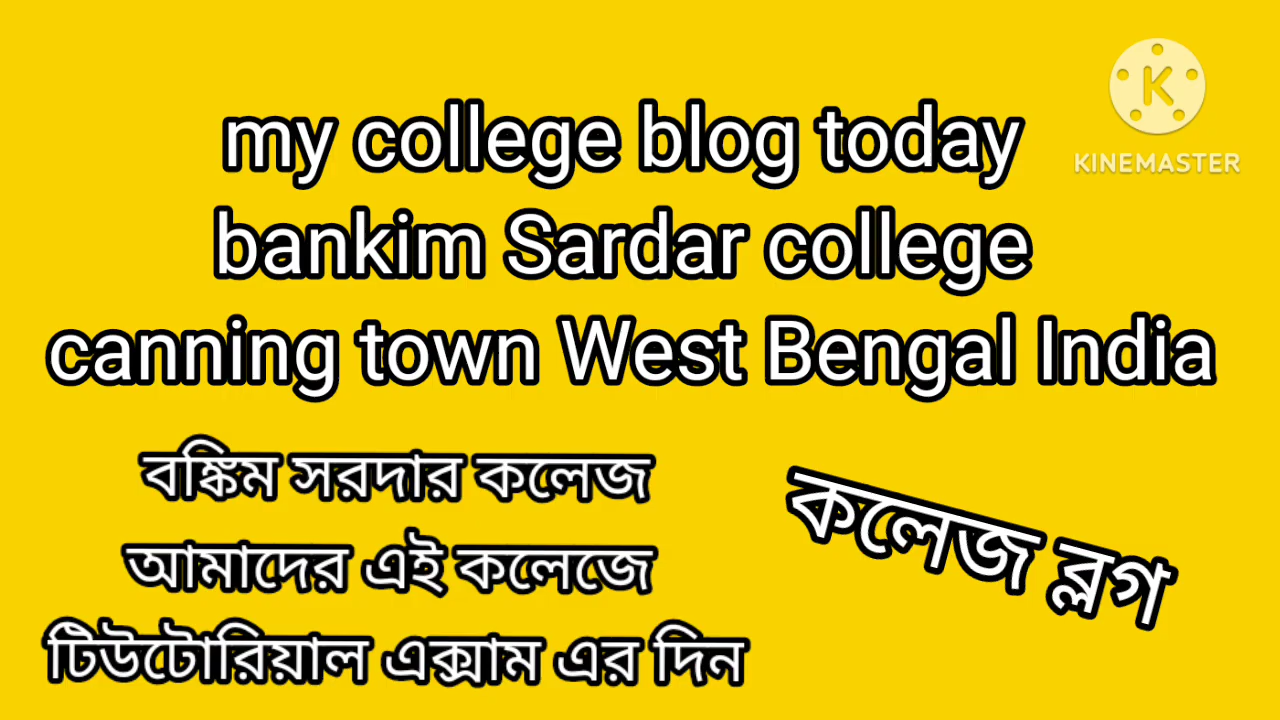 KINEMASTER
my college blog today
bankim Sardar college
canning town West Bengal India
বঙ্কিম সরদার কলেজ
আমাদের এই কলেজে
টিউটোরিয়াল এক্সাম এর দিন
কলেজ ব্লগ